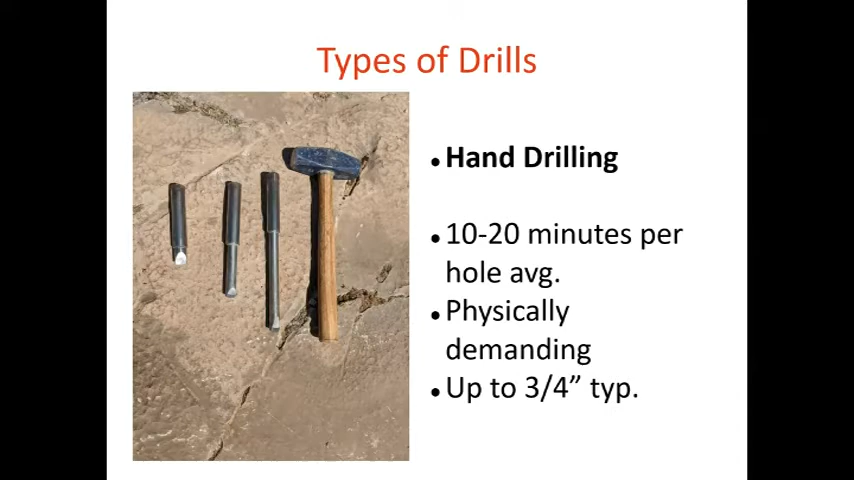 Types of Drills
• Hand Drilling
• 10-20 minutes per
hole avg.
• Physically
demanding
• Up to 3/4” typ.